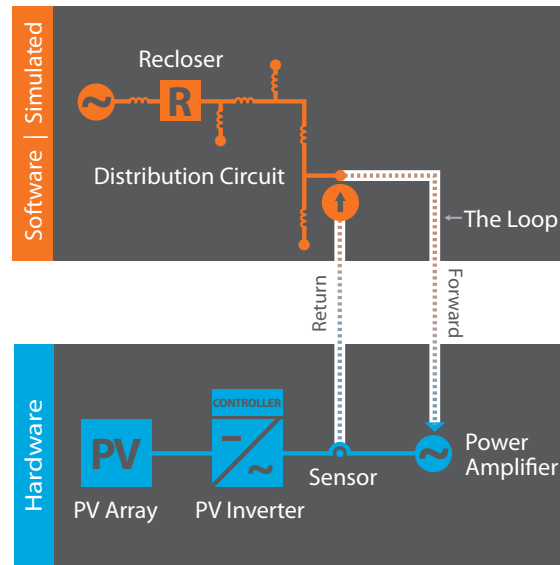 Software | Simulated
Recloser
R
Distribution Circuit
The Loop
Return
Forward
Hardware
CONTROLLER
PV
Sensor
Power
Amplifier
PV Array
PV Inverter